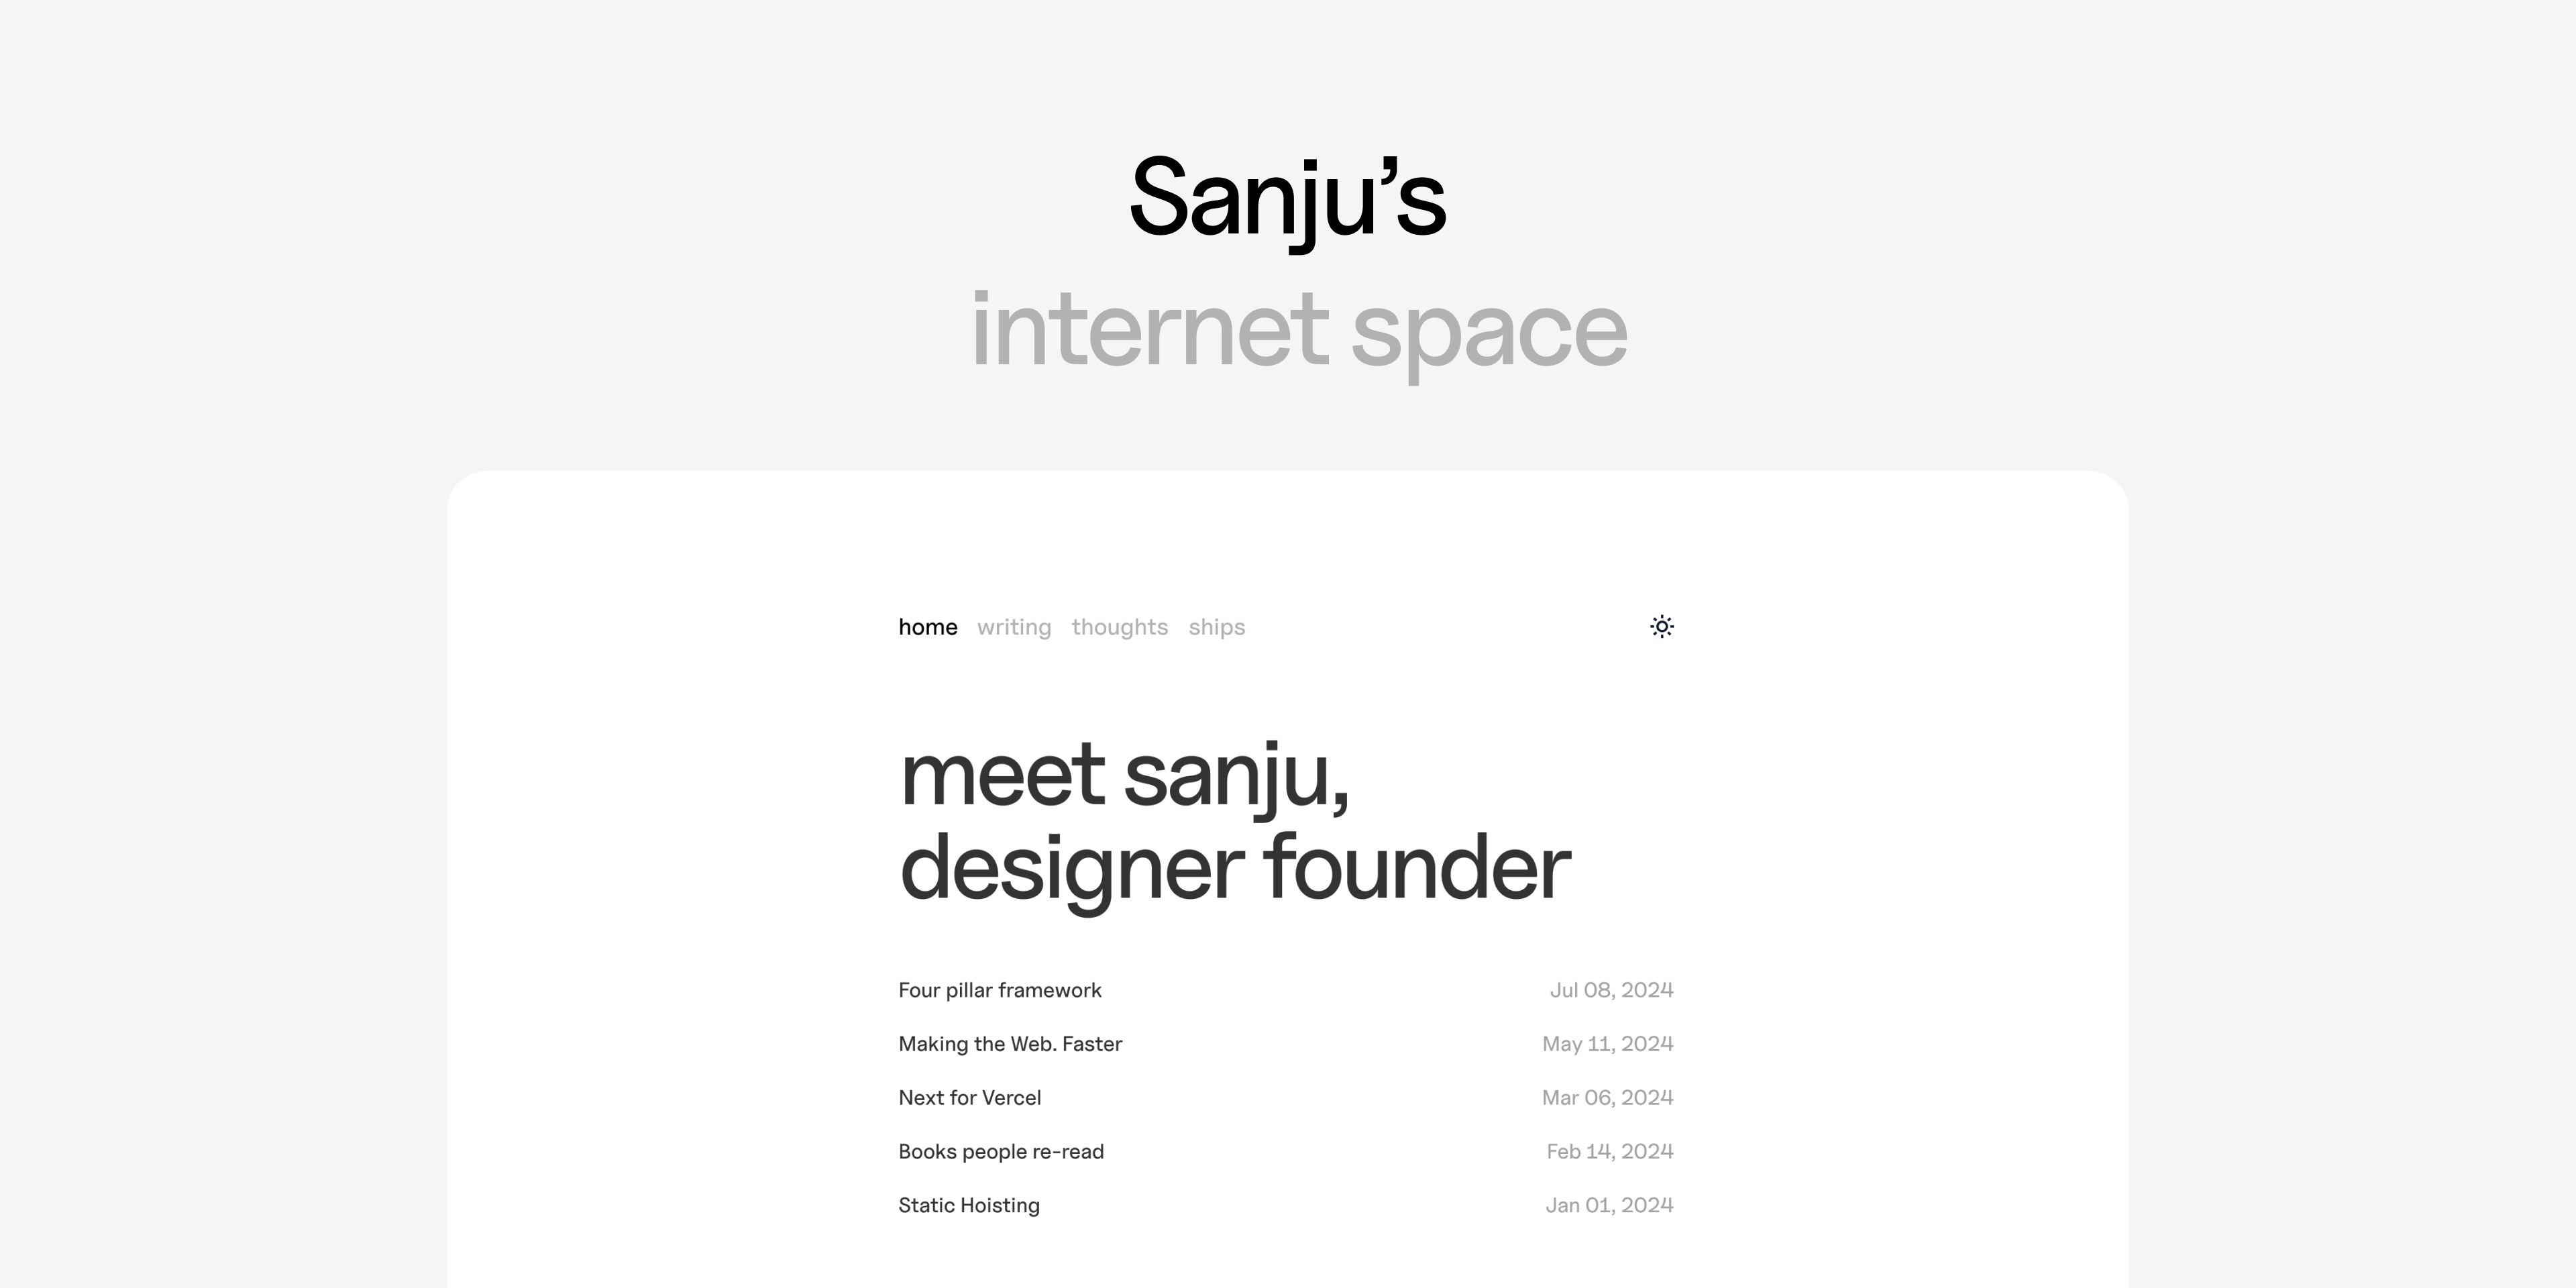 Sanju’s
internet space
home writing thoughts ships
meet sanju,
designer founder
Four pillar framework Jul 08, 2024
Making the Web. Faster May 11, 2024
Next for Vercel Mar 06, 2024
Books people re-read Feb 14, 2024
Static Hoisting Jan 01, 2024